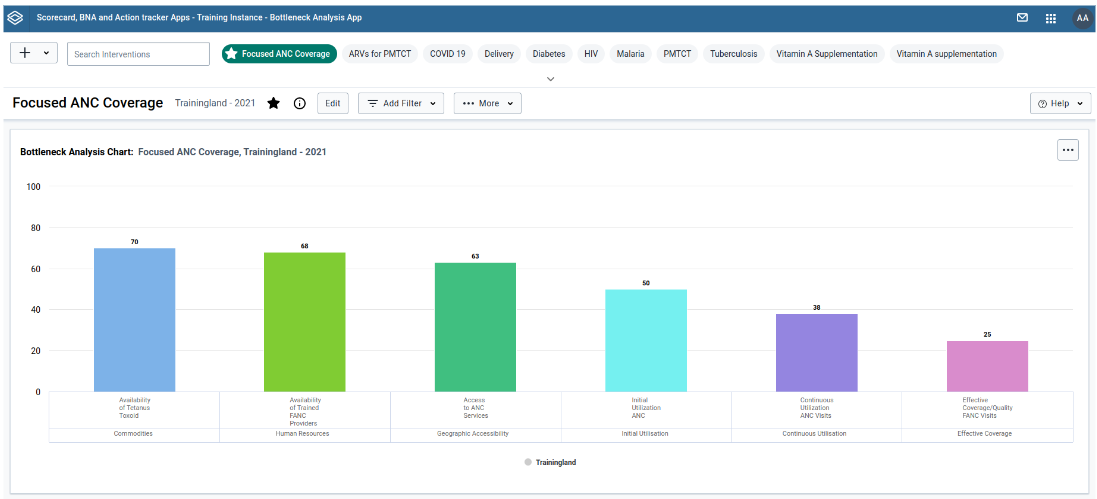 Scorecard, BNA and Action tracker Apps - Training Instance - Bottleneck Analysis App
AA
Search Interventions
Focused ANC Coverage
ARVs for PMTCT
COVID 19
Delivery
Diabetes
HIV
Malaria
PMTCT
Tuberculosis
Vitamin A Supplementation
Vitamin A supplementation
Focused ANC Coverage
Trainingland - 2021
Edit
Add Filter
More
Help
Bottleneck Analysis Chart: Focused ANC Coverage, Trainingland - 2021
100
80
60
40
20
0
70
68
63
50
38
25
Availability
of Tetanus
Toxoid
Availability
of Trained
FANC
Providers
Access
to ANC
Services
Initial
Utilization
ANC
Continuous
Utilization
ANC Visits
Effective
Coverage/Quality
FANC Visits
Commodities
Human Resources
Geographic Accessibility
Initial Utilisation
Continuous Utilisation
Effective Coverage
Trainingland